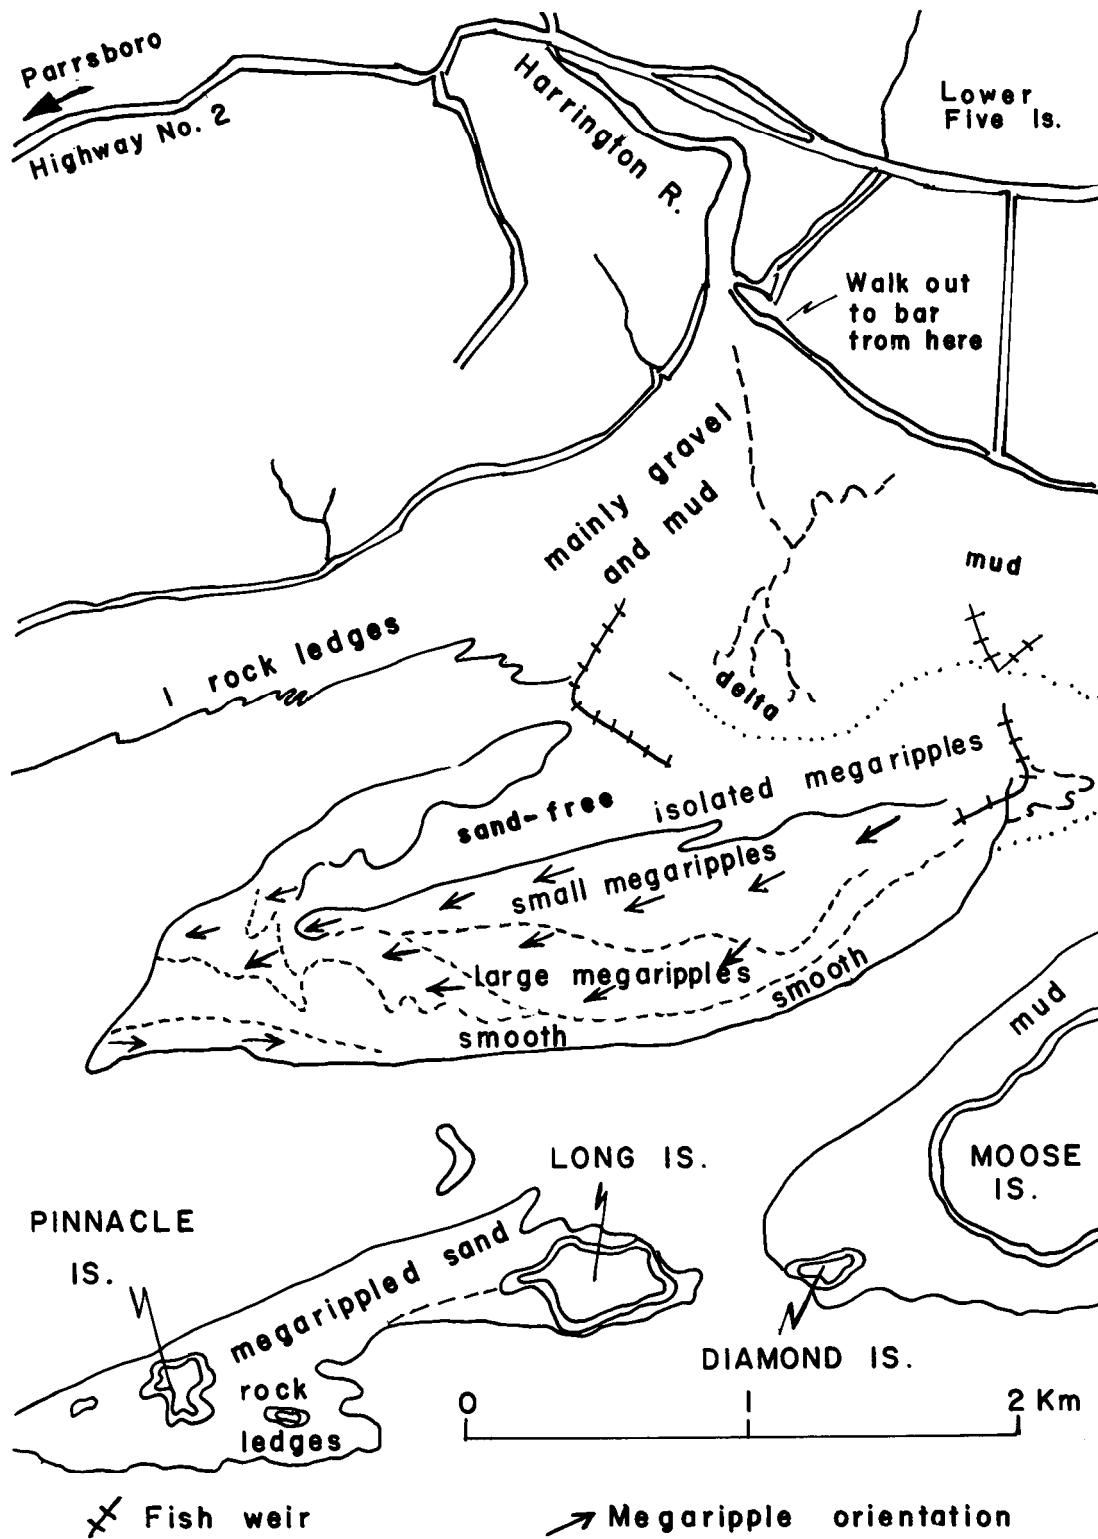 Parrsboro
Highway No. 2
Harrington R.
Lower
Five Is.
Walk out
to bar
trom here
mainly gravel
and mud
mud
rock ledges
delta
isolated megaripples
sand-free
small megaripples
large megaripples
smooth
smooth
mud
LONG IS.
MOOSE
IS.
PINNACLE
IS.
megarippled sand
DIAMOND IS.
rock
ledges
0 1 2 Km
Fish weir
Megaripple orientation